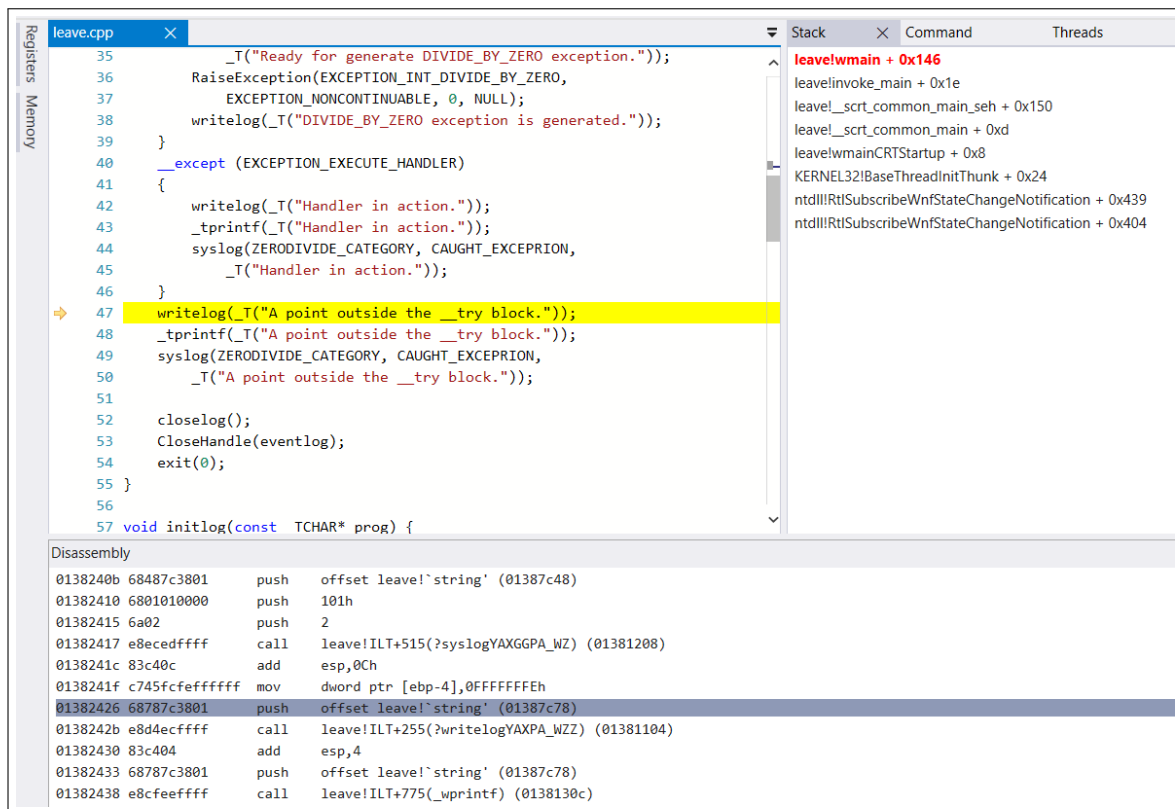 Registers
Memory
leave.cpp
35 _T("Ready for generate DIVIDE_BY_ZERO exception."));
36 RaiseException(EXCEPTION_INT_DIVIDE_BY_ZERO,
37 EXCEPTION_NONCONTINUABLE, 0, NULL);
38 writelog(_T("DIVIDE_BY_ZERO exception is generated."));
39 }
40 __except (EXCEPTION_EXECUTE_HANDLER)
41 {
42 writelog(_T("Handler in action."));
43 _tprintf(_T("Handler in action."));
44 syslog(ZERODIVIDE_CATEGORY, CAUGHT_EXCEPRION,
45 _T("Handler in action."));
46 }
47 writelog(_T("A point outside the __try block."));
48 _tprintf(_T("A point outside the __try block."));
49 syslog(ZERODIVIDE_CATEGORY, CAUGHT_EXCEPRION,
50 _T("A point outside the __try block."));
51
52 closelog();
53 CloseHandle(eventlog);
54 exit(0);
55 }
56
57 void initlog(const TCHAR* prog) {
Stack Command Threads
leave!wmain + 0x146
leave!invoke_main + 0x1e
leave!__scrt_common_main_seh + 0x150
leave!__scrt_common_main + 0xd
leave!wmainCRTStartup + 0x8
KERNEL32!BaseThreadInitThunk + 0x24
ntdll!RtlSubscribeWnfStateChangeNotification + 0x439
ntdll!RtlSubscribeWnfStateChangeNotification + 0x404
Disassembly
0138240b 68487c3801 push offset leave!`string' (01387c48)
01382410 6801010000 push 101h
01382415 6a02 push 2
01382417 e8ecedffff call leave!ILT+515(?syslogYAXGGPA_WZ) (01381208)
0138241c 83c40c add esp,0Ch
0138241f c745fcfeffffff mov dword ptr [ebp-4],0FFFFFFFEh
01382426 68787c3801 push offset leave!`string' (01387c78)
0138242b e8d4ecffff call leave!ILT+255(?writelogYAXPA_WZZ) (01381104)
01382430 83c404 add esp,4
01382433 68787c3801 push offset leave!`string' (01387c78)
01382438 e8cfeeffff call leave!ILT+775(_wprintf) (0138130c)